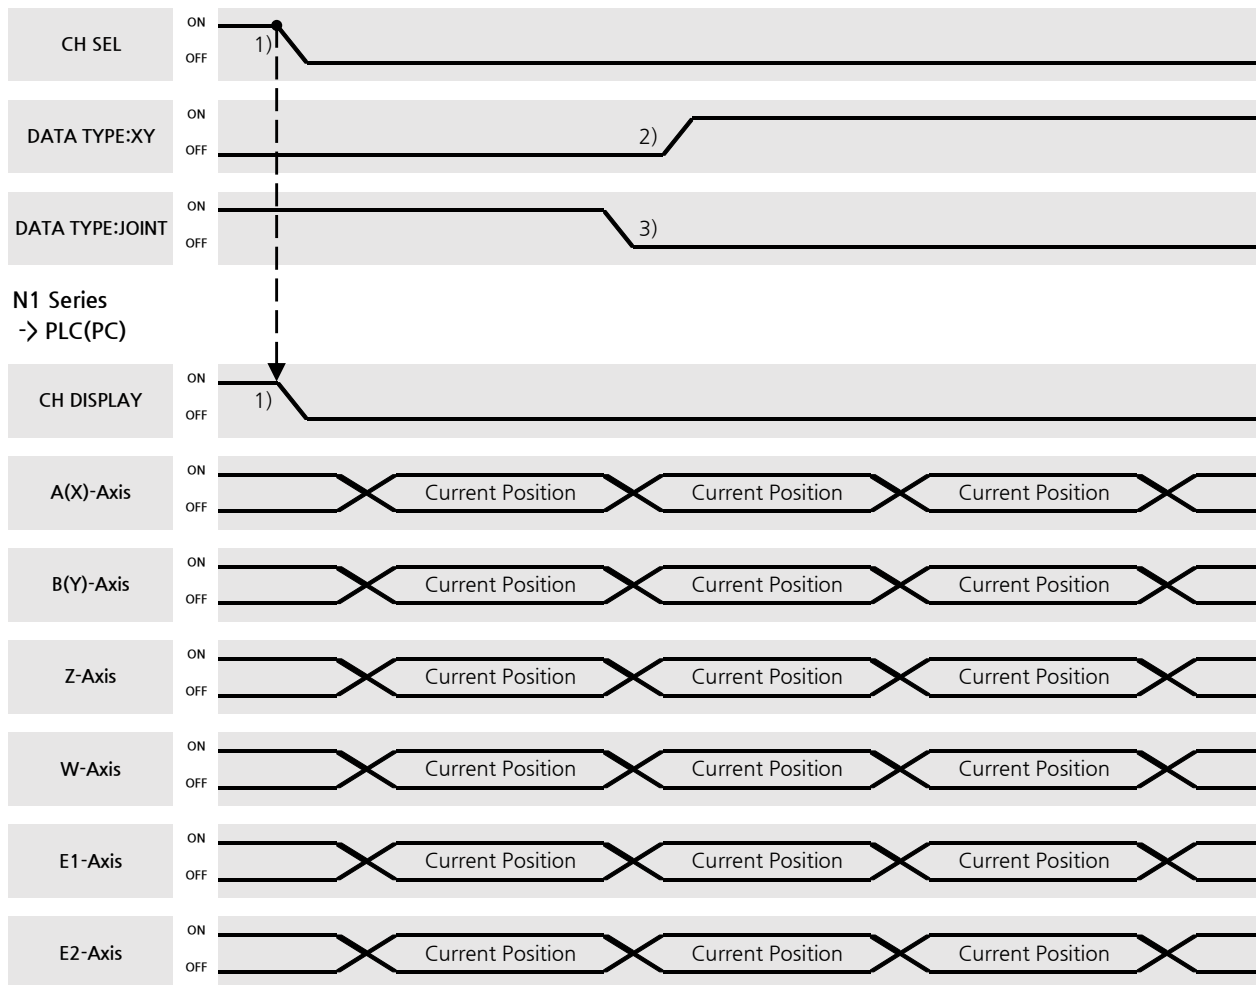 CH SEL
ON
OFF
1)
DATA TYPE:XY
ON
OFF
2)
DATA TYPE:JOINT
ON
OFF
3)
N1 Series
-> PLC(PC)
CH DISPLAY
ON
OFF
1)
A(X)-Axis
ON
OFF
Current Position Current Position Current Position
B(Y)-Axis
ON
OFF
Current Position Current Position Current Position
Z-Axis
ON
OFF
Current Position Current Position Current Position
W-Axis
ON
OFF
Current Position Current Position Current Position
E1-Axis
ON
OFF
Current Position Current Position Current Position
E2-Axis
ON
OFF
Current Position Current Position Current Position